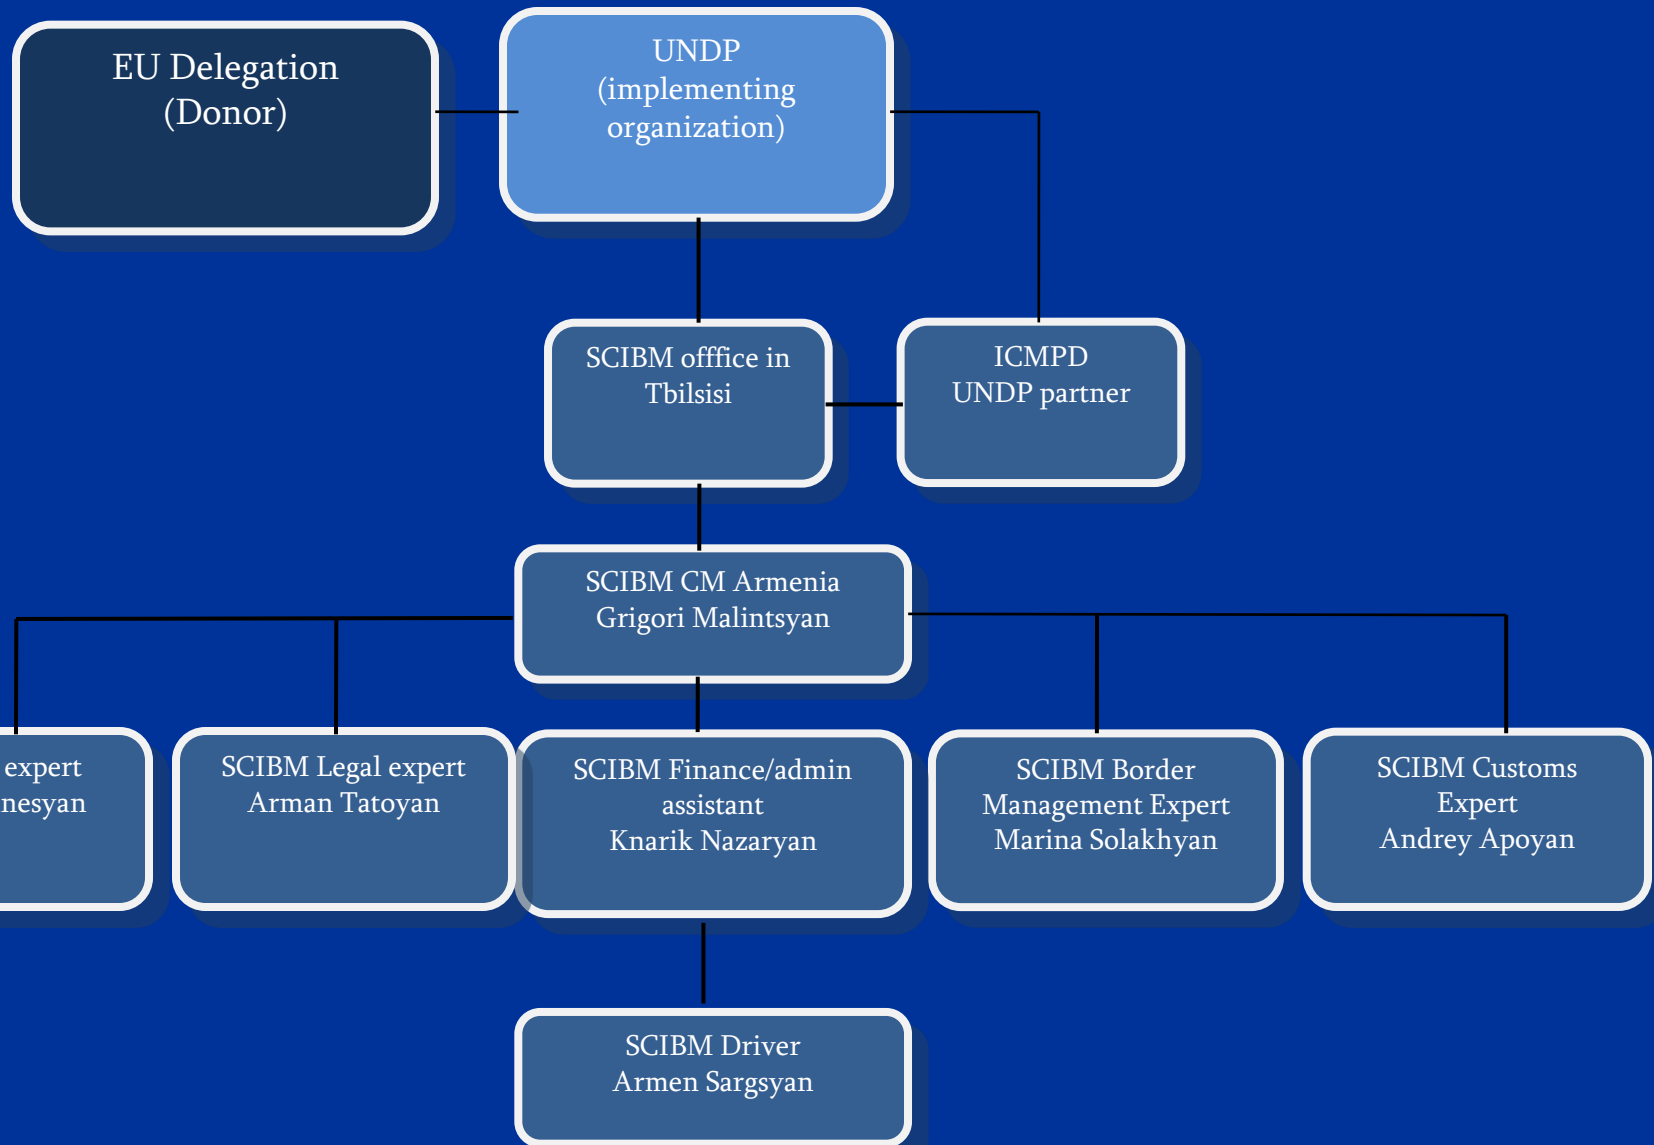 EU Delegation
(Donor)
UNDP
(implementing
organization)
SCIBM offfice in
Tbilsisi
ICMPD
UNDP partner
SCIBM CM Armenia
Grigori Malintsyan
expert
nesyan
SCIBM Legal expert
Arman Tatoyan
SCIBM Finance/admin
assistant
Knarik Nazaryan
SCIBM Border
Management Expert
Marina Solakhyan
SCIBM Customs
Expert
Andrey Apoyan
SCIBM Driver
Armen Sargsyan